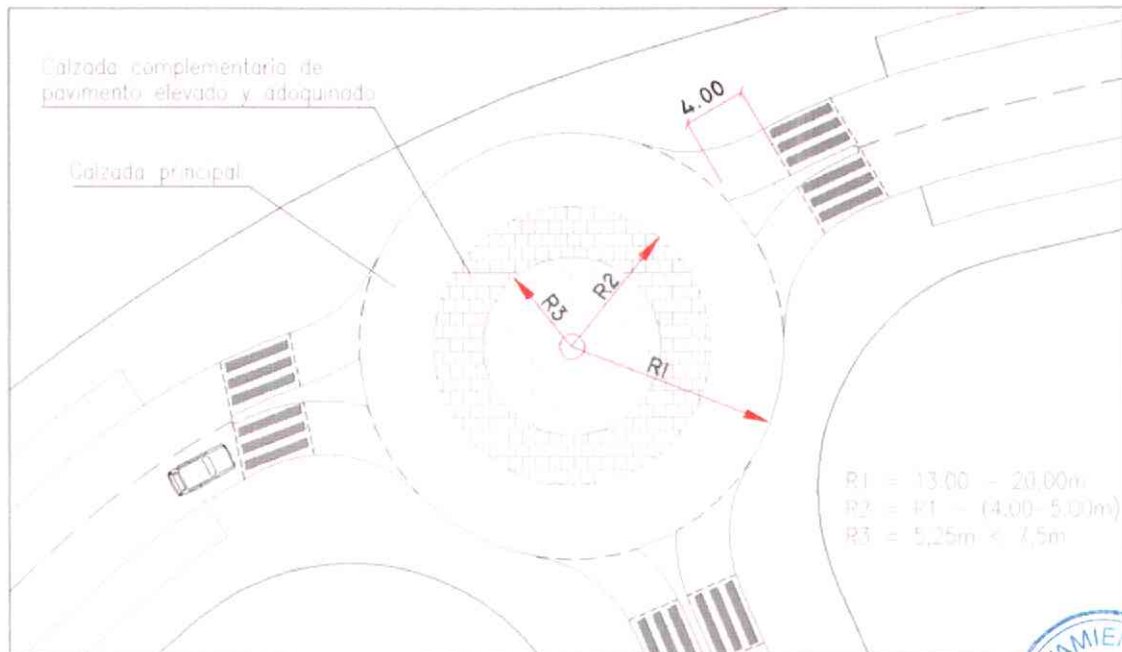 Calzada complementaria de
pavimento elevado y adoquinado
Calzada principal
4.00
R3
R2
R1
R1 = 13.00 - 20.00m
R2 = R1 - (4.00-5.00m)
R3 = 5,25m < 7,5m